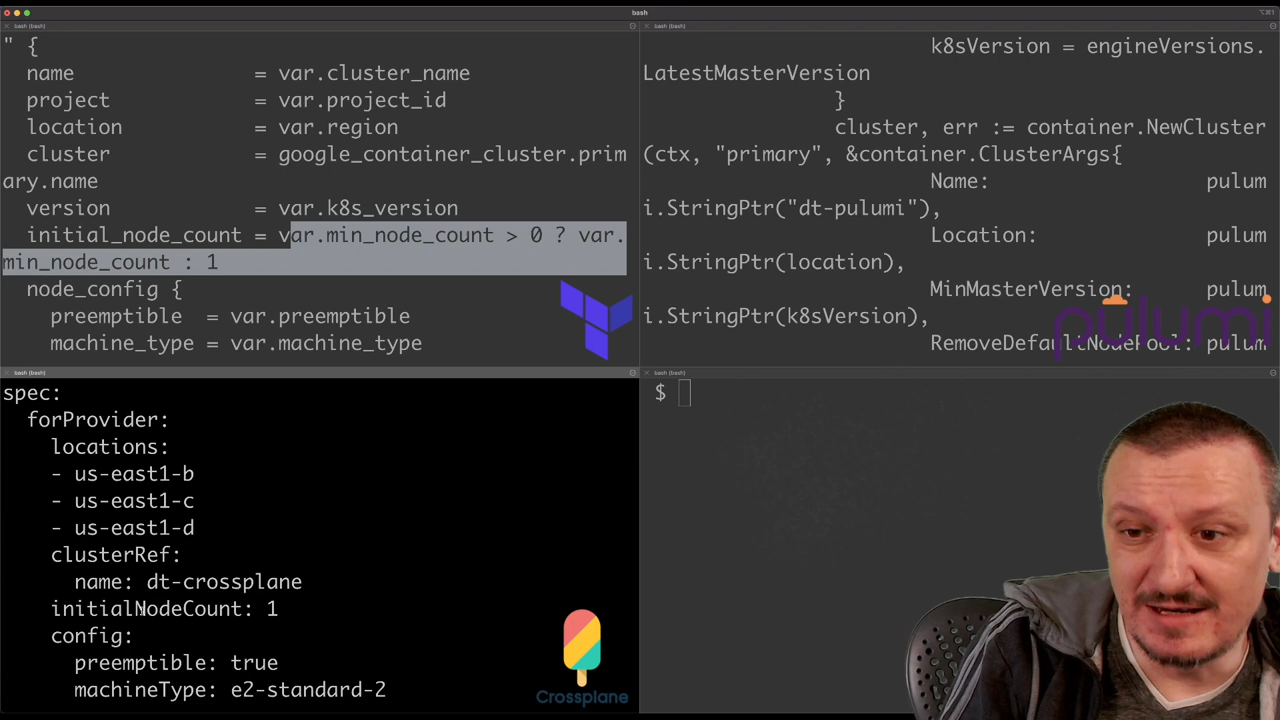 bash
⌥⌘1
bash (bash)
" {
name = var.cluster_name
project = var.project_id
location = var.region
cluster = google_container_cluster.prim
ary.name
version = var.k8s_version
initial_node_count = var.min_node_count > 0 ? var.
min_node_count : 1
node_config {
preemptible = var.preemptible
machine_type = var.machine_type
bash (bash)
k8sVersion = engineVersions.
LatestMasterVersion
}
cluster, err := container.NewCluster
(ctx, "primary", &container.ClusterArgs{
Name: pulum
i.StringPtr("dt-pulumi"),
Location: pulum
i.StringPtr(location),
MinMasterVersion: pulum
i.StringPtr(k8sVersion),
RemoveDefaultNodePool: pulum
pulumi
bash (bash)
spec:
forProvider:
locations:
- us-east1-b
- us-east1-c
- us-east1-d
clusterRef:
name: dt-crossplane
initialNodeCount: 1
config:
preemptible: true
machineType: e2-standard-2
Crossplane
bash (bash)
$